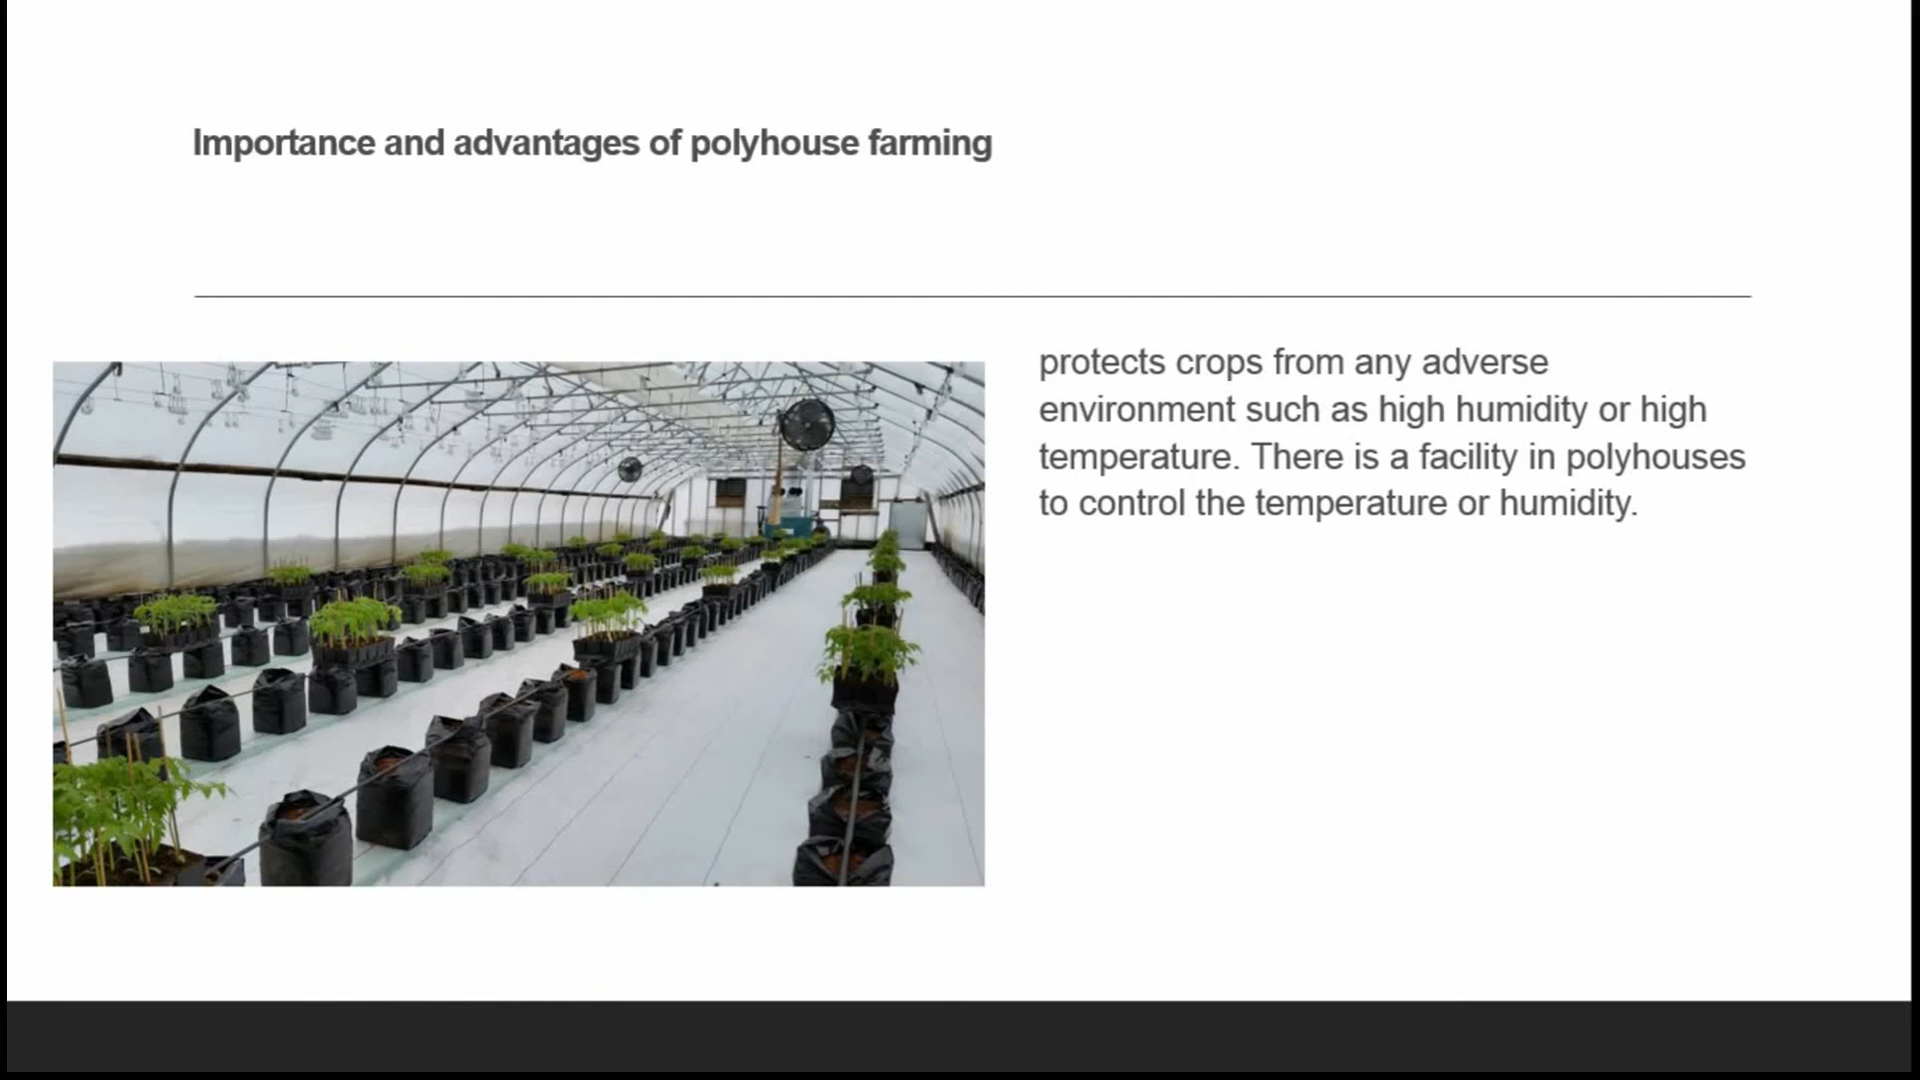 Importance and advantages of polyhouse farming
protects crops from any adverse
environment such as high humidity or high
temperature. There is a facility in polyhouses
to control the temperature or humidity.